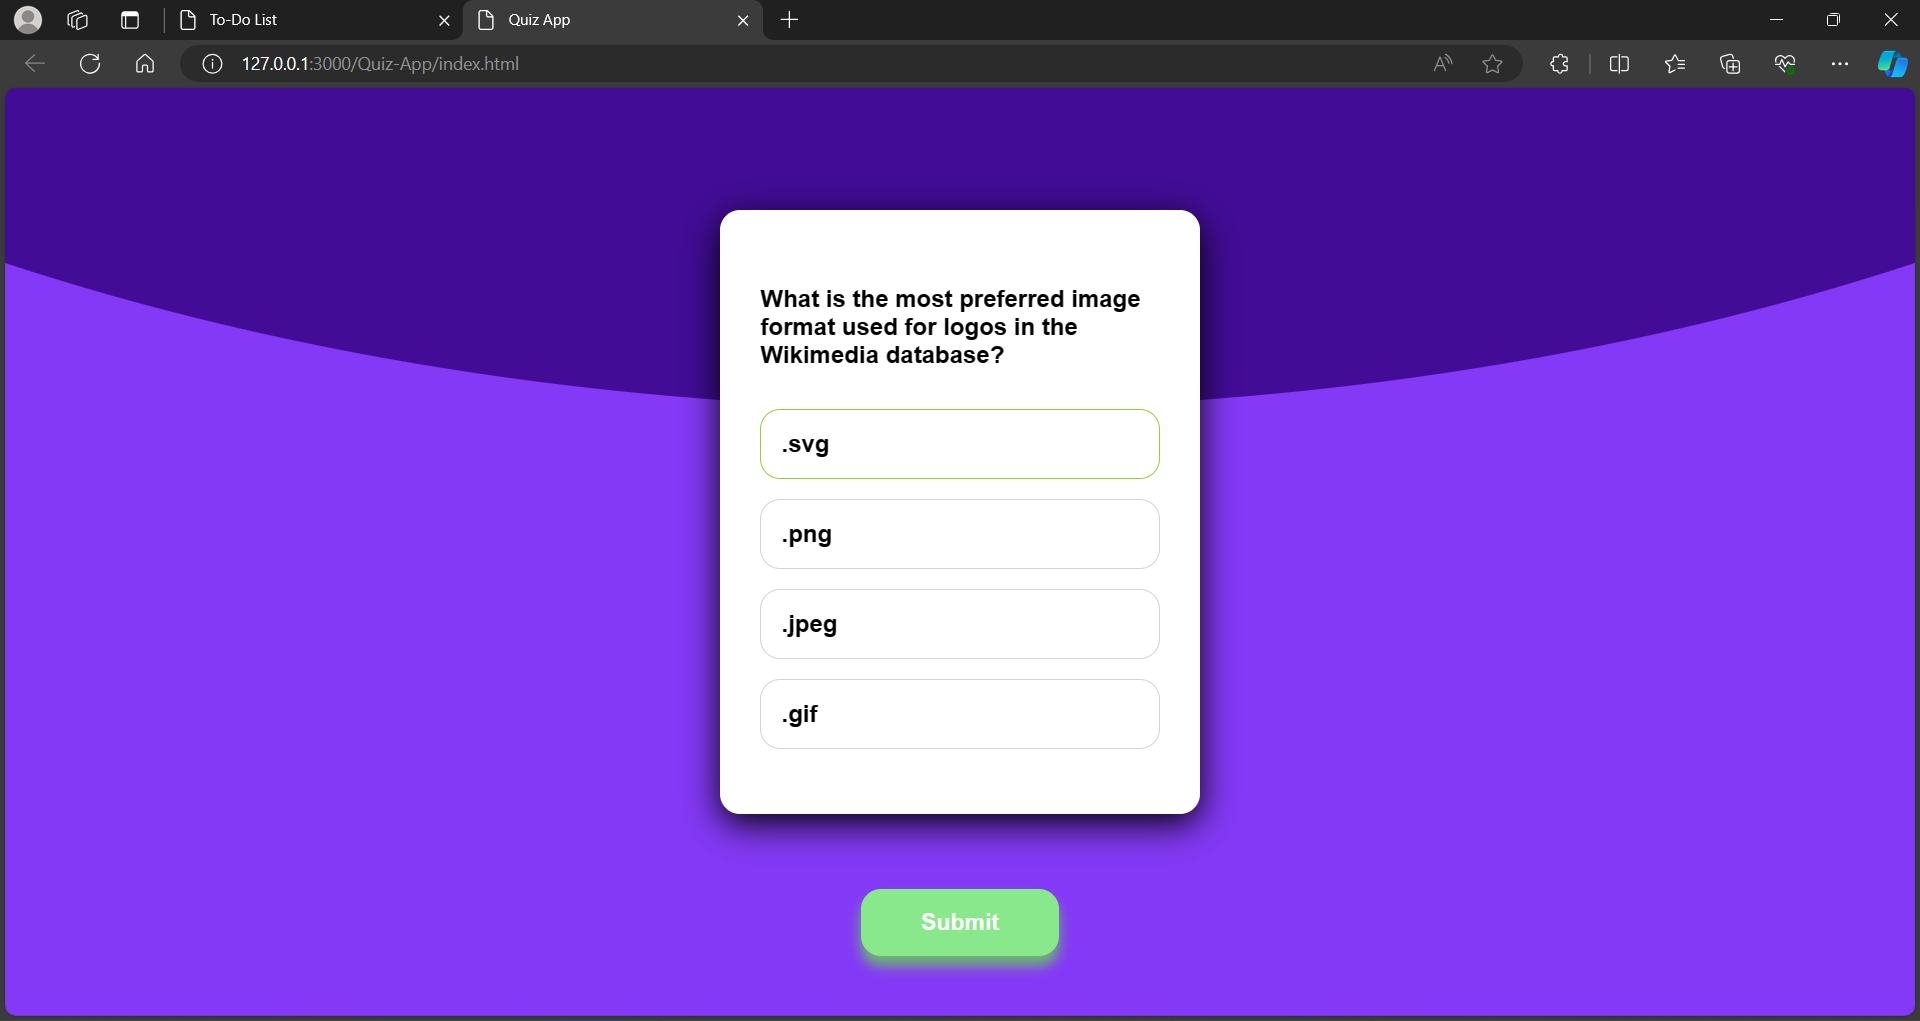 To-Do List
Quiz App
127.0.0.1:3000/Quiz-App/index.html
What is the most preferred image
format used for logos in the
Wikimedia database?
.svg
.png
.jpeg
.gif
Submit